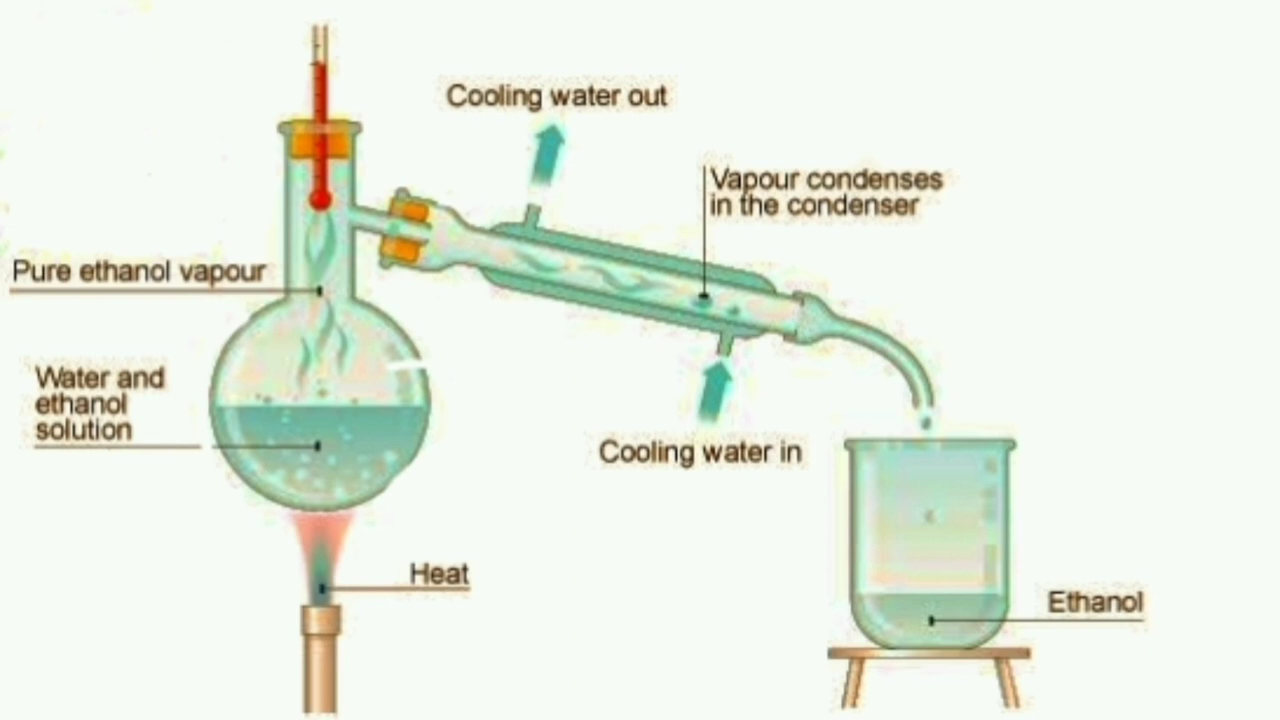 Cooling water out
Vapour condenses
in the condenser
Pure ethanol vapour
Water and
ethanol
solution
Cooling water in
Heat
Ethanol